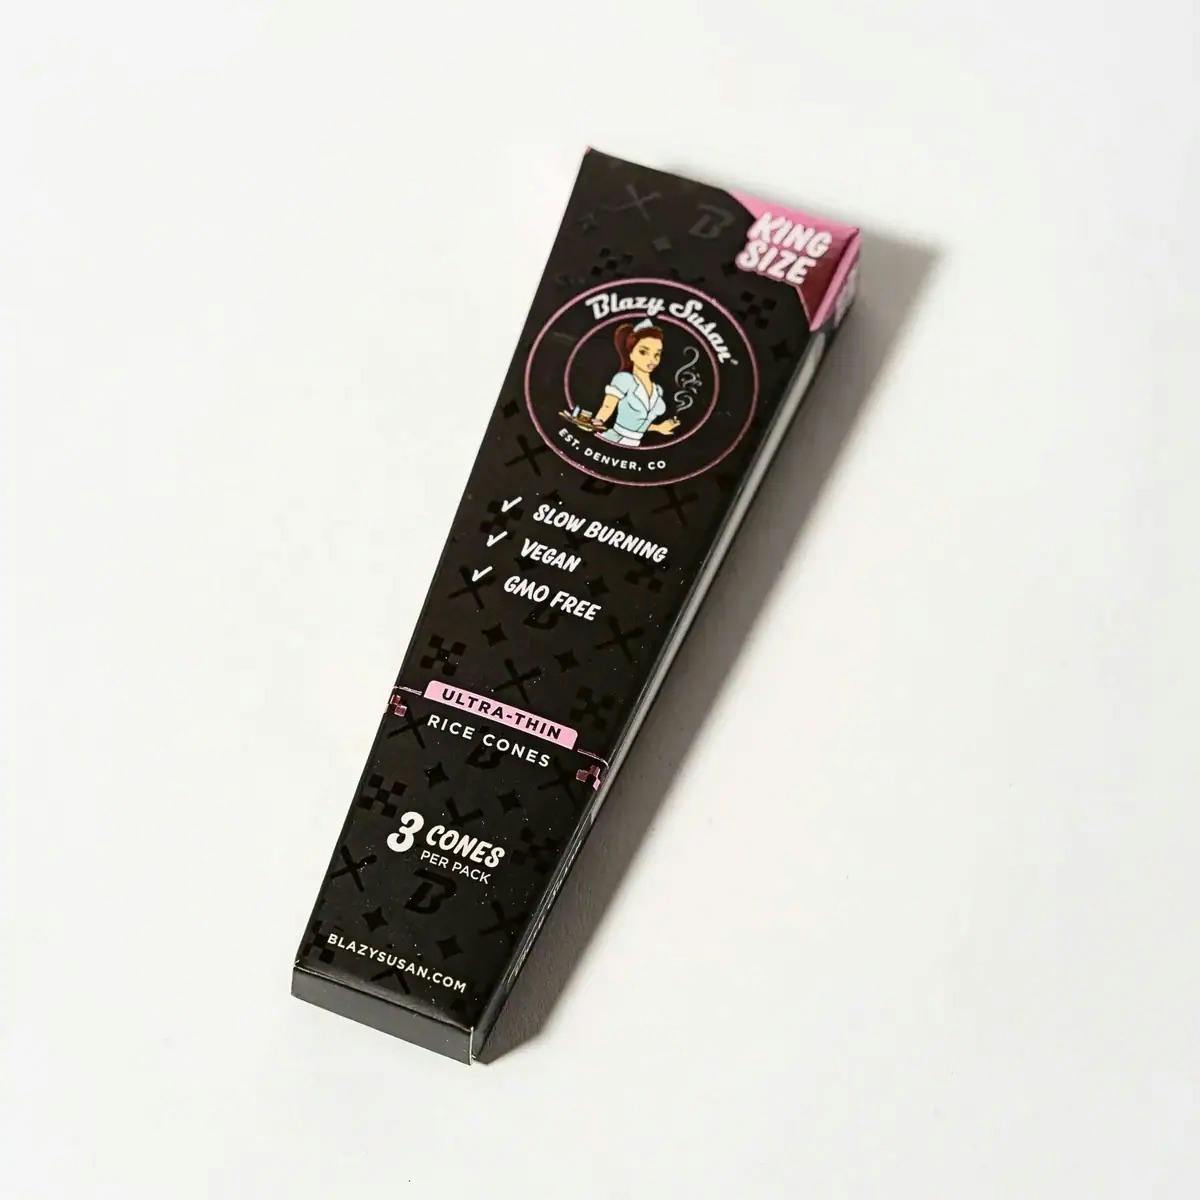 KING
SIZE
Blazy Susan
EST. DENVER, CO
SLOW BURNING
VEGAN
GMO FREE
ULTRA-THIN
RICE CONES
3 CONES
PER PACK
BLAZYSUSAN.COM